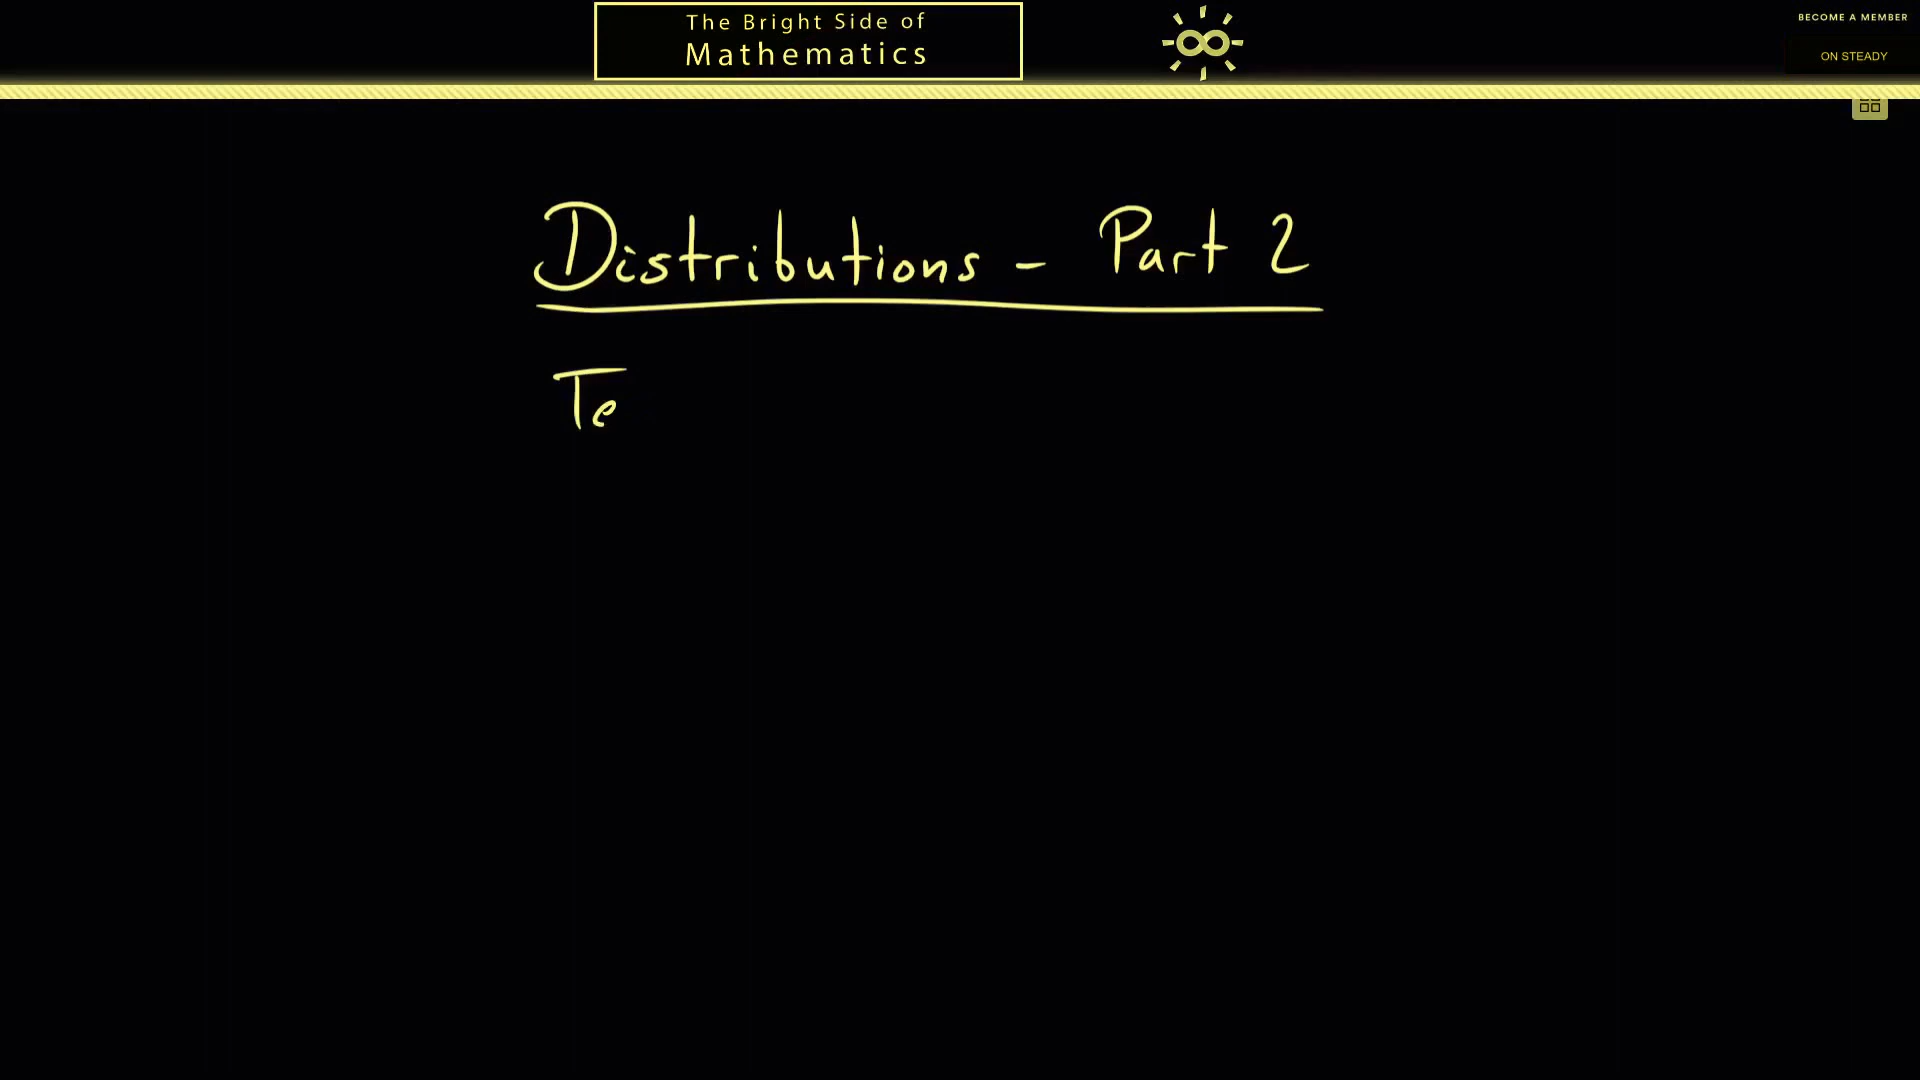 The Bright Side of
Mathematics
BECOME A MEMBER
ON STEADY
Distributions - Part 2
Te